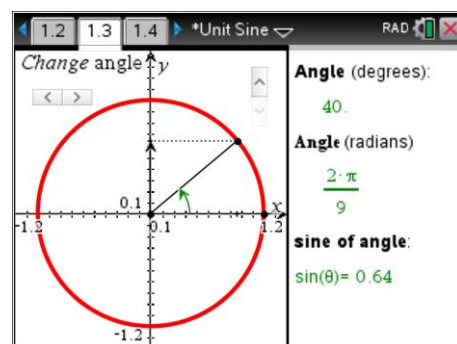 1.2 1.3 1.4 *Unit Sine RAD
Change angle y
Angle (degrees):
40.
Angle (radians)
2·π
9
0.1 x
-1.2 0.1 1.2
sine of angle:
sin(θ)= 0.64
-1.2